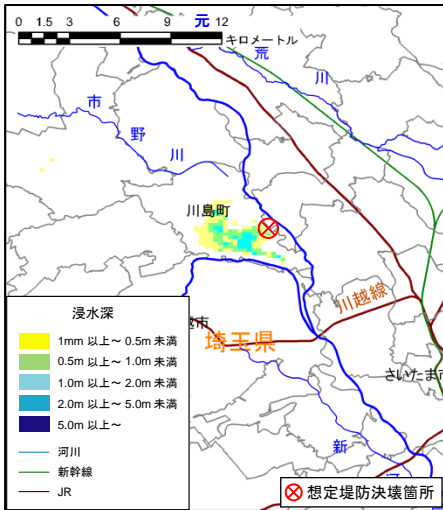 0 1.5 3 6 9 12
キロメートル
元
荒
川
市
野
川
川島町
川越線
越市
埼玉県
さいたま市
新
河
浸水深
1mm 以上～ 0.5m 未満
0.5m 以上～ 1.0m 未満
1.0m 以上～ 2.0m 未満
2.0m 以上～ 5.0m 未満
5.0m 以上～
河川
新幹線
JR
想定堤防決壊箇所